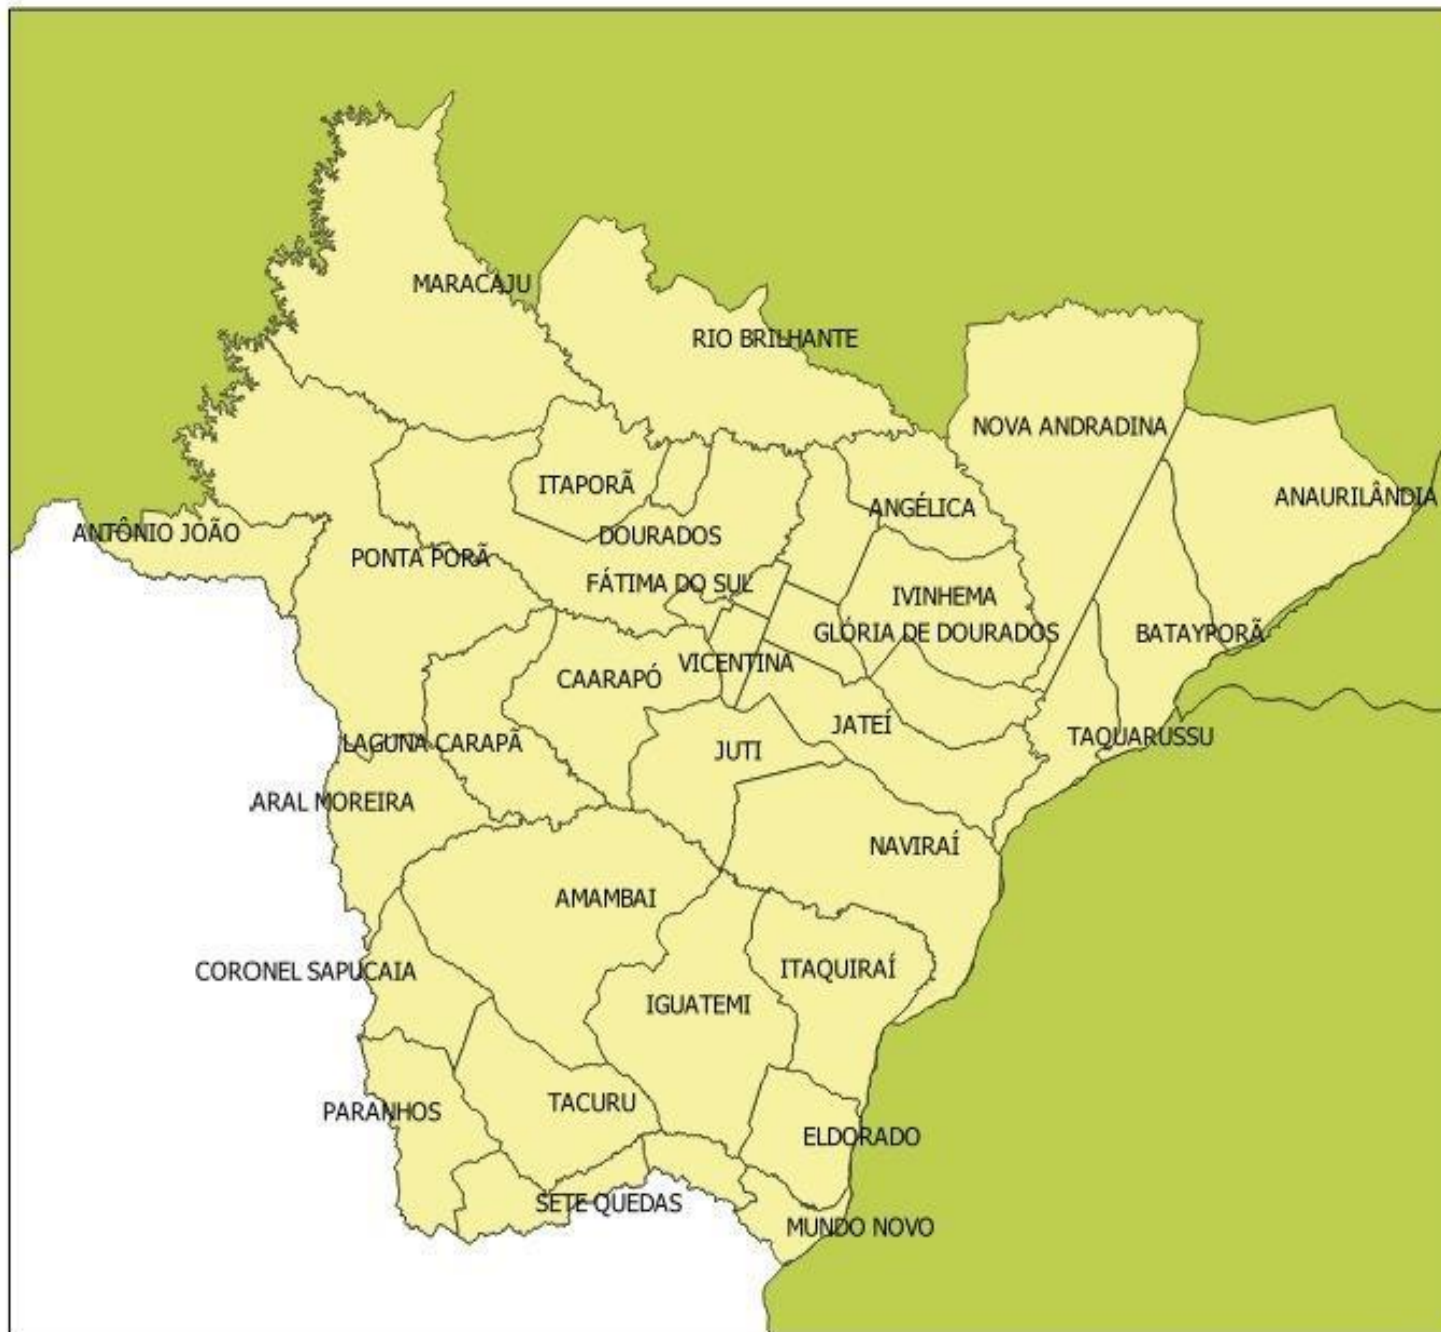 MARACAJU
RIO BRILHANTE
NOVA ANDRADINA
ITAPORÃ
ANAURILÂNDIA
ANGÉLICA
ANTÔNIO JOÃO
DOURADOS
PONTA PORÃ
FÁTIMA DO SUL
IVINHEMA
GLÓRIA DE DOURADOS
BATAYPORÃ
VICENTINA
CAARAPÓ
JATEÍ
TAQUARUSSU
LAGUNA CARAPÃ
JUTI
ARAL MOREIRA
NAVIRAÍ
AMAMBAI
CORONEL SAPUCAIA
ITAQUIRAÍ
IGUATEMI
TACURU
PARANHOS
ELDORADO
SETE QUEDAS
MUNDO NOVO